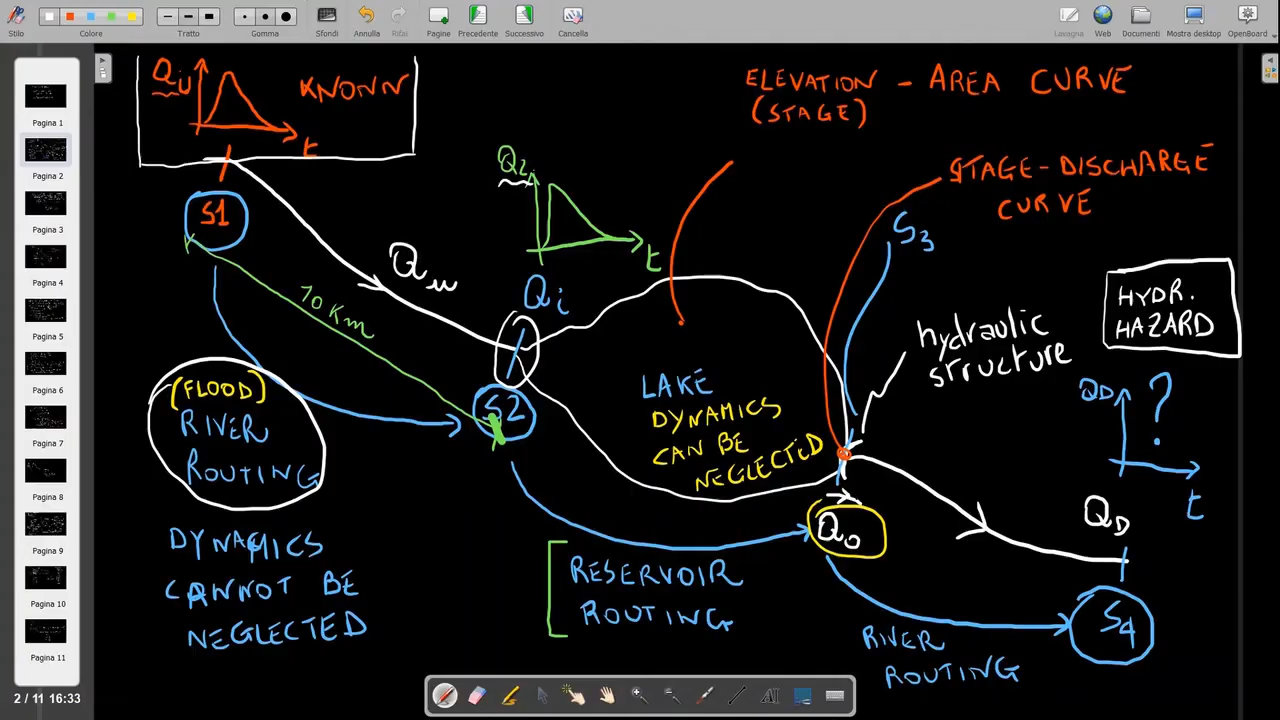 Stilo
Colore
Tratto
Gomma
Sfondi
Annulla
Rifai
Pagine
Precedente
Successivo
Cancella
Lavagna
Web
Documenti
Mostra desktop
OpenBoard
Pagina 1
Pagina 2
Pagina 3
Pagina 4
Pagina 5
Pagina 6
Pagina 7
Pagina 8
Pagina 9
Pagina 10
Pagina 11
2 / 11 16:33
Qu
KNOWN
t
S1
Qu
10 Km
Q2
t
Qi
S2
ELEVATION - AREA CURVE
(STAGE)
STAGE-DISCHARGE
CURVE
S3
hydraulic
structure
HYDR.
HAZARD
QD
?
t
(FLOOD)
RIVER
ROUTING
DYNAMICS
CANNOT BE
NEGLECTED
LAKE
DYNAMICS
CAN BE
NEGLECTED
Qo
RESERVOIR
ROUTING
QD
S4
RIVER
ROUTING